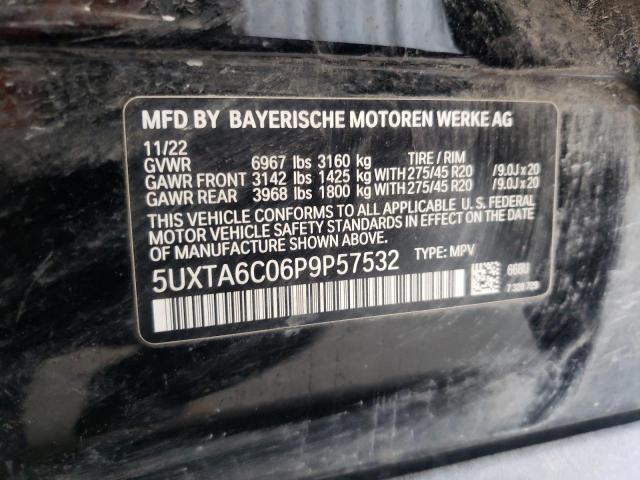 MFD BY BAYERISCHE MOTOREN WERKE AG
11/22
GVWR 6967 lbs 3160 kg TIRE / RIM
GAWR FRONT 3142 lbs 1425 kg WITH 275/45 R20 /9.0J x 20
GAWR REAR 3968 lbs 1800 kg WITH 275/45 R20 /9.0J x 20
THIS VEHICLE CONFORMS TO ALL APPLICABLE U.S. FEDERAL
MOTOR VEHICLE SAFETY STANDARDS IN EFFECT ON THE DATE
OF MANUFACTURE SHOWN ABOVE.
5UXTA6C06P9P57532 TYPE: MPV